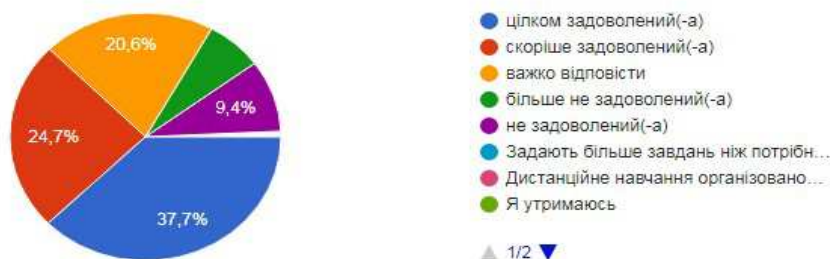 20,6%
9,4%
24,7%
37,7%
цілком задоволений(-а)
скоріше задоволений(-а)
важко відповісти
більше не задоволений(-а)
не задоволений(-а)
Задають більше завдань ніж потрібн...
Дистанційне навчання організовано...
Я утримаюсь
1/2